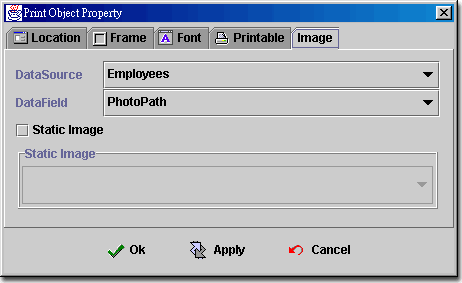 Print Object Property
Location Frame Font Printable Image
DataSource Employees
DataField PhotoPath
Static Image
Static Image
Ok Apply Cancel